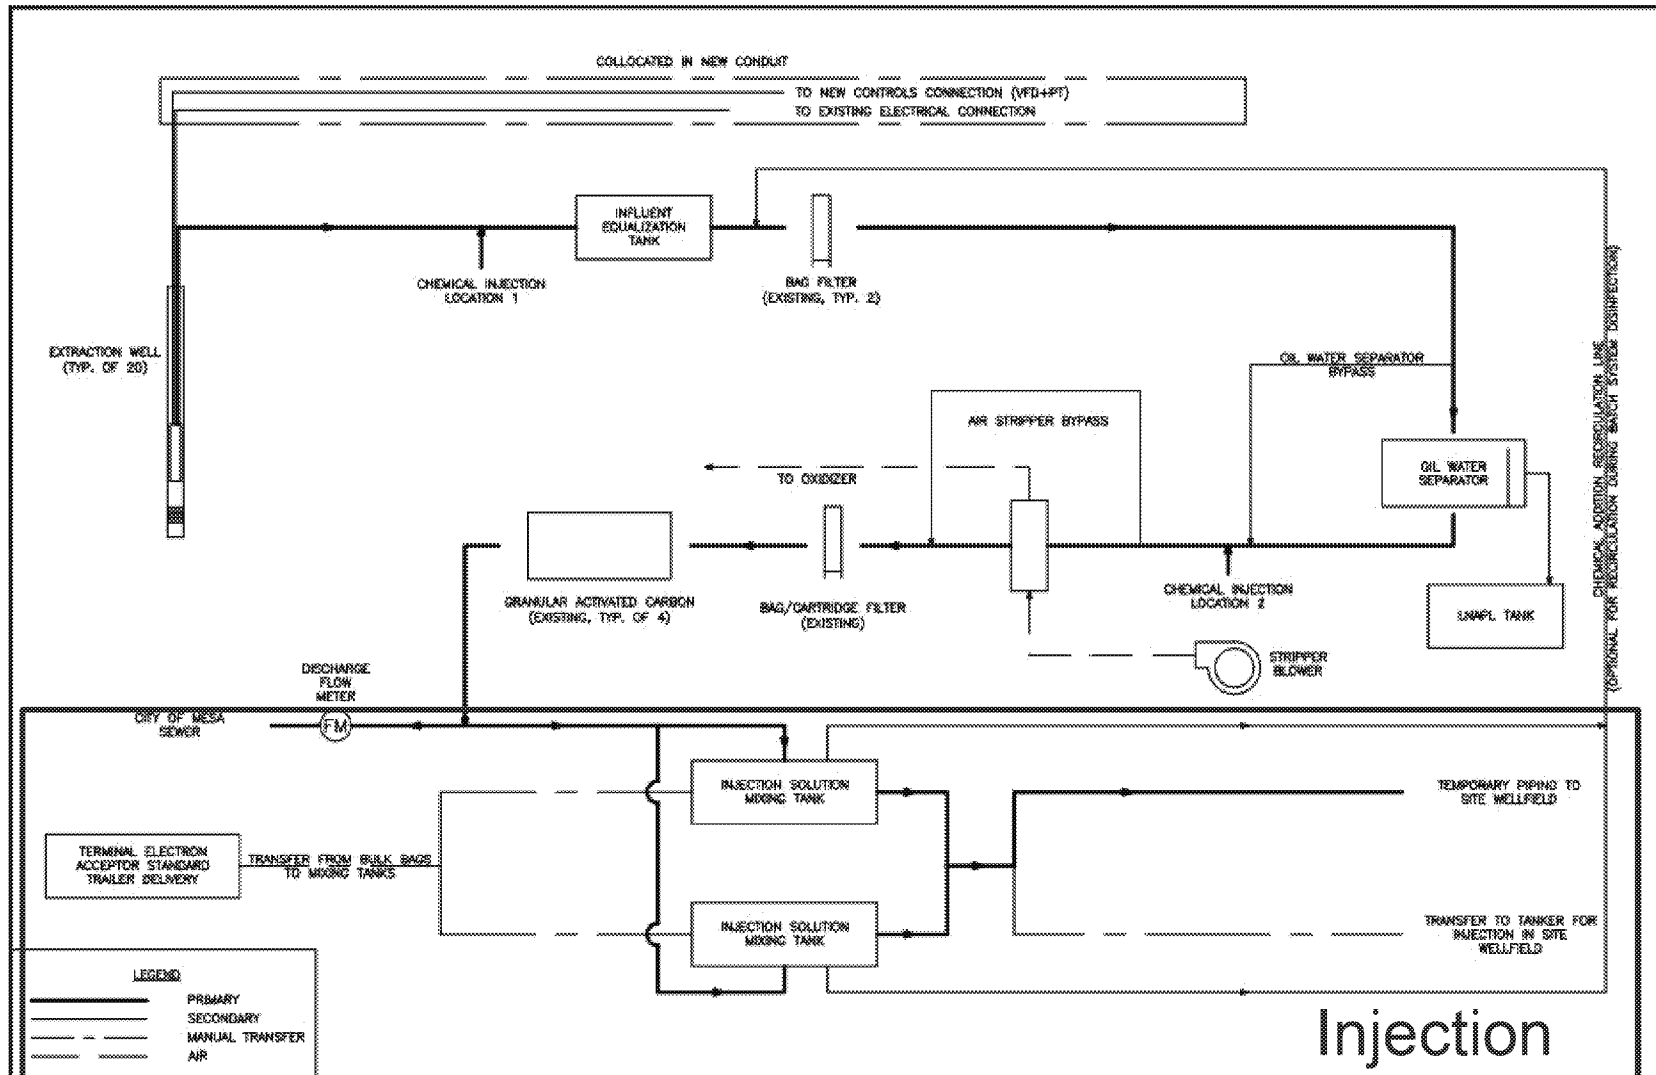 COLLOCATED IN NEW CONDUIT
TO NEW CONTROLS CONNECTION (VFD+PT)
TO EXISTING ELECTRICAL CONNECTION
INFLUENT
EQUALIZATION
TANK
CHEMICAL INJECTION
LOCATION 1
BAG FILTER
(EXISTING, TYP. 2)
EXTRACTION WELL
(TYP. OF 20)
OIL WATER SEPARATOR
BYPASS
AIR STRIPPER BYPASS
CHEMICAL ADDITION RECIRCULATION LINE
(OPTIONAL FOR RECIRCULATION DURING BATCH SYSTEM DISINFECTION)
OIL WATER
SEPARATOR
TO OXIDIZER
GRANULAR ACTIVATED CARBON
(EXISTING, TYP. OF 4)
BAG/CARTRIDGE FILTER
(EXISTING)
CHEMICAL INJECTION
LOCATION 2
LNAPL TANK
STRIPPER
BLOWER
DISCHARGE
FLOW
METER
CITY OF MESA
SEWER
FM
INJECTION SOLUTION
MIXING TANK
TEMPORARY PIPING TO
SITE WELLFIELD
TERMINAL ELECTRON
ACCEPTOR STANDARD
TRAILER DELIVERY
TRANSFER FROM BULK BAGS
TO MIXING TANKS
INJECTION SOLUTION
MIXING TANK
TRANSFER TO TANKER FOR
INJECTION IN SITE
WELLFIELD
LEGEND
PRIMARY
SECONDARY
MANUAL TRANSFER
AIR
Injection